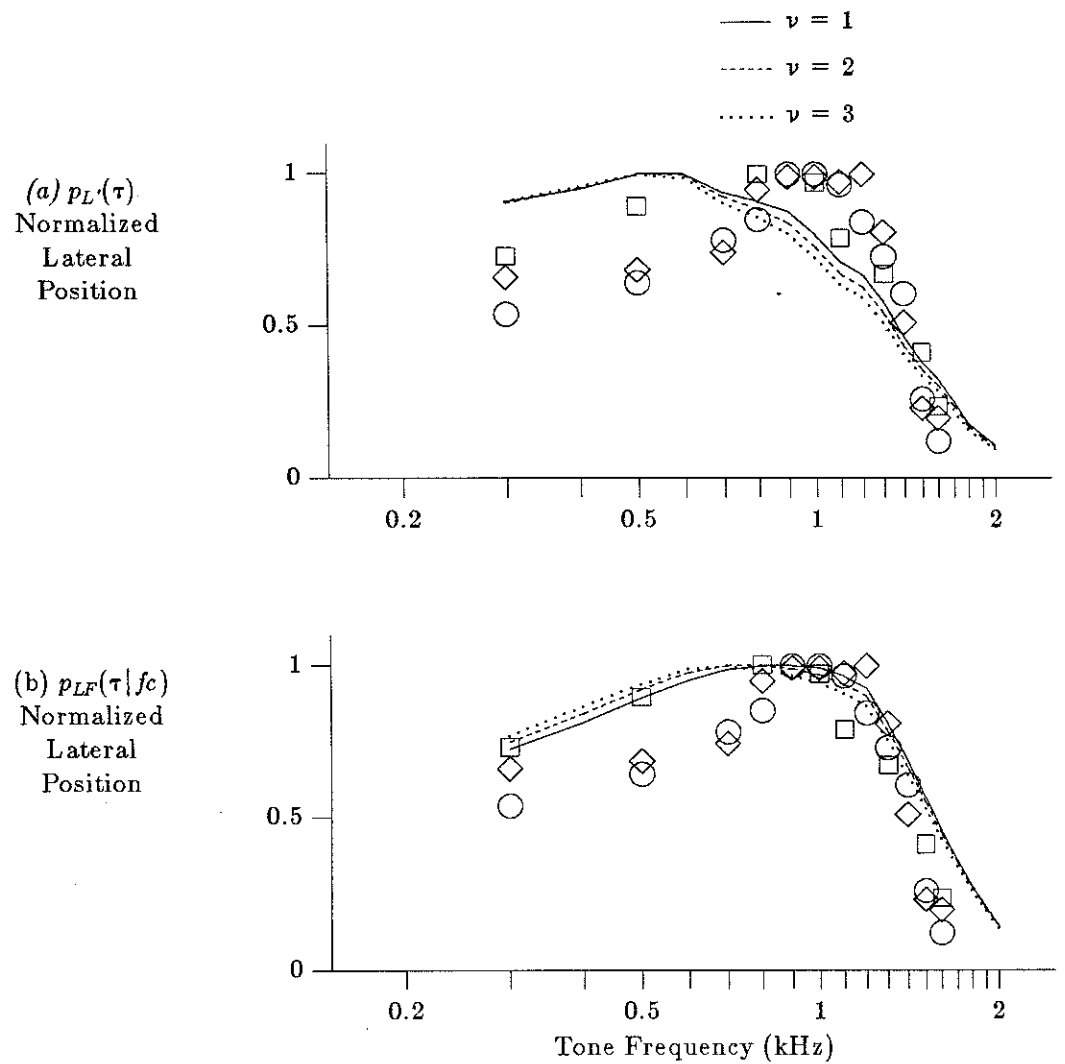 ν = 1
ν = 2
ν = 3
(a) p_L'(τ)
Normalized
Lateral
Position
1
0.5
0
0.2
0.5
1
2
(b) p_LF(τ|fc)
Normalized
Lateral
Position
1
0.5
0
0.2
0.5
1
2
Tone Frequency (kHz)